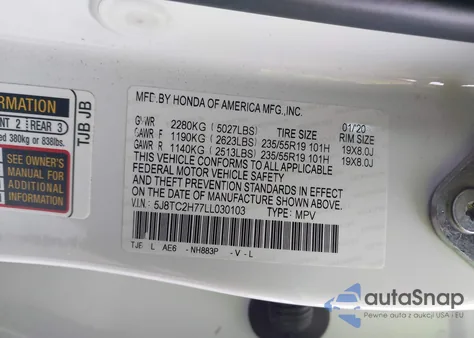 NT 2 | REAR 3
ed 380kg or 838lbs.
SEE OWNER'S
MANUAL FOR
ADDITIONAL
INFORMATION
TJB JB
MFD. BY HONDA OF AMERICA MFG., INC.
01/20
GVWR 2280KG (5027LBS) TIRE SIZE RIM SIZE
GAWR F 1190KG (2623LBS) 235/55R19 101H 19X8.0J
GAWR R 1140KG (2513LBS) 235/55R19 101H 19X8.0J
THIS VEHICLE CONFORMS TO ALL APPLICABLE
FEDERAL MOTOR VEHICLE SAFETY
AND THEFT PREVENTION STANDARDS IN EFFECT
ON THE DATE OF MANUFACTURE SHOWN ABOVE.
V.I.N.: 5J8TC2H77LL030103 TYPE: MPV
TJB L AE6 -NH883P -V-L
autoSnap
Pewne auta z aukcji USA i EU